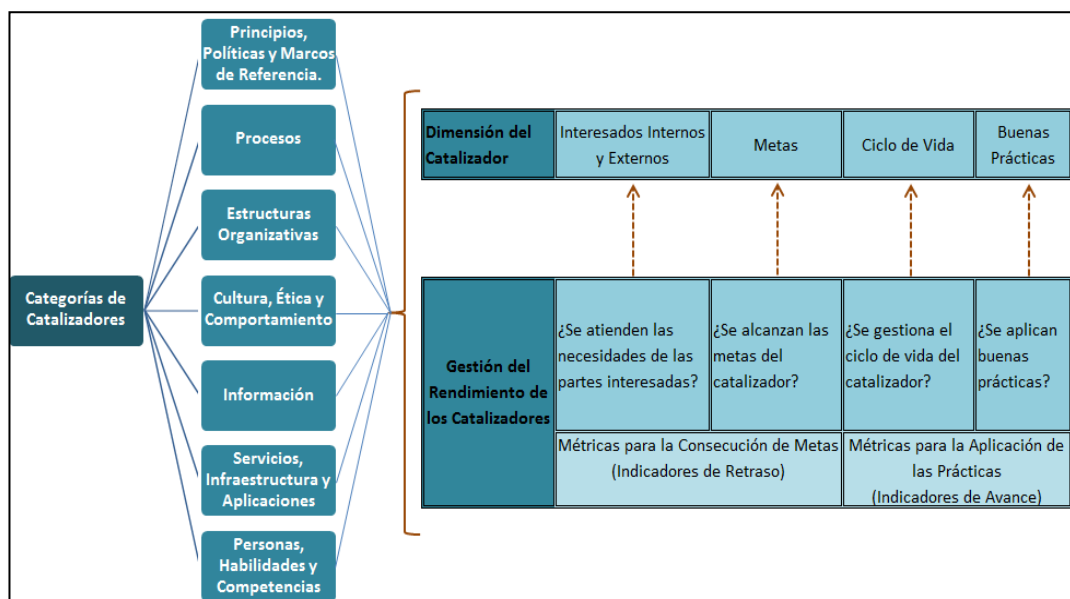 Categorías de
Catalizadores
Principios,
Políticas y Marcos
de Referencia.
Procesos
Estructuras
Organizativas
Cultura, Ética y
Comportamiento
Información
Servicios,
Infraestructura y
Aplicaciones
Personas,
Habilidades y
Competencias
Dimensión del
Catalizador
Interesados Internos
y Externos
Metas
Ciclo de Vida
Buenas
Prácticas
Gestión del
Rendimiento de
los Catalizadores
¿Se atienden las
necesidades de las
partes interesadas?
¿Se alcanzan las
metas del
catalizador?
¿Se gestiona el
ciclo de vida del
catalizador?
¿Se aplican
buenas
prácticas?
Métricas para la Consecución de Metas
(Indicadores de Retraso)
Métricas para la Aplicación de
las Prácticas
(Indicadores de Avance)